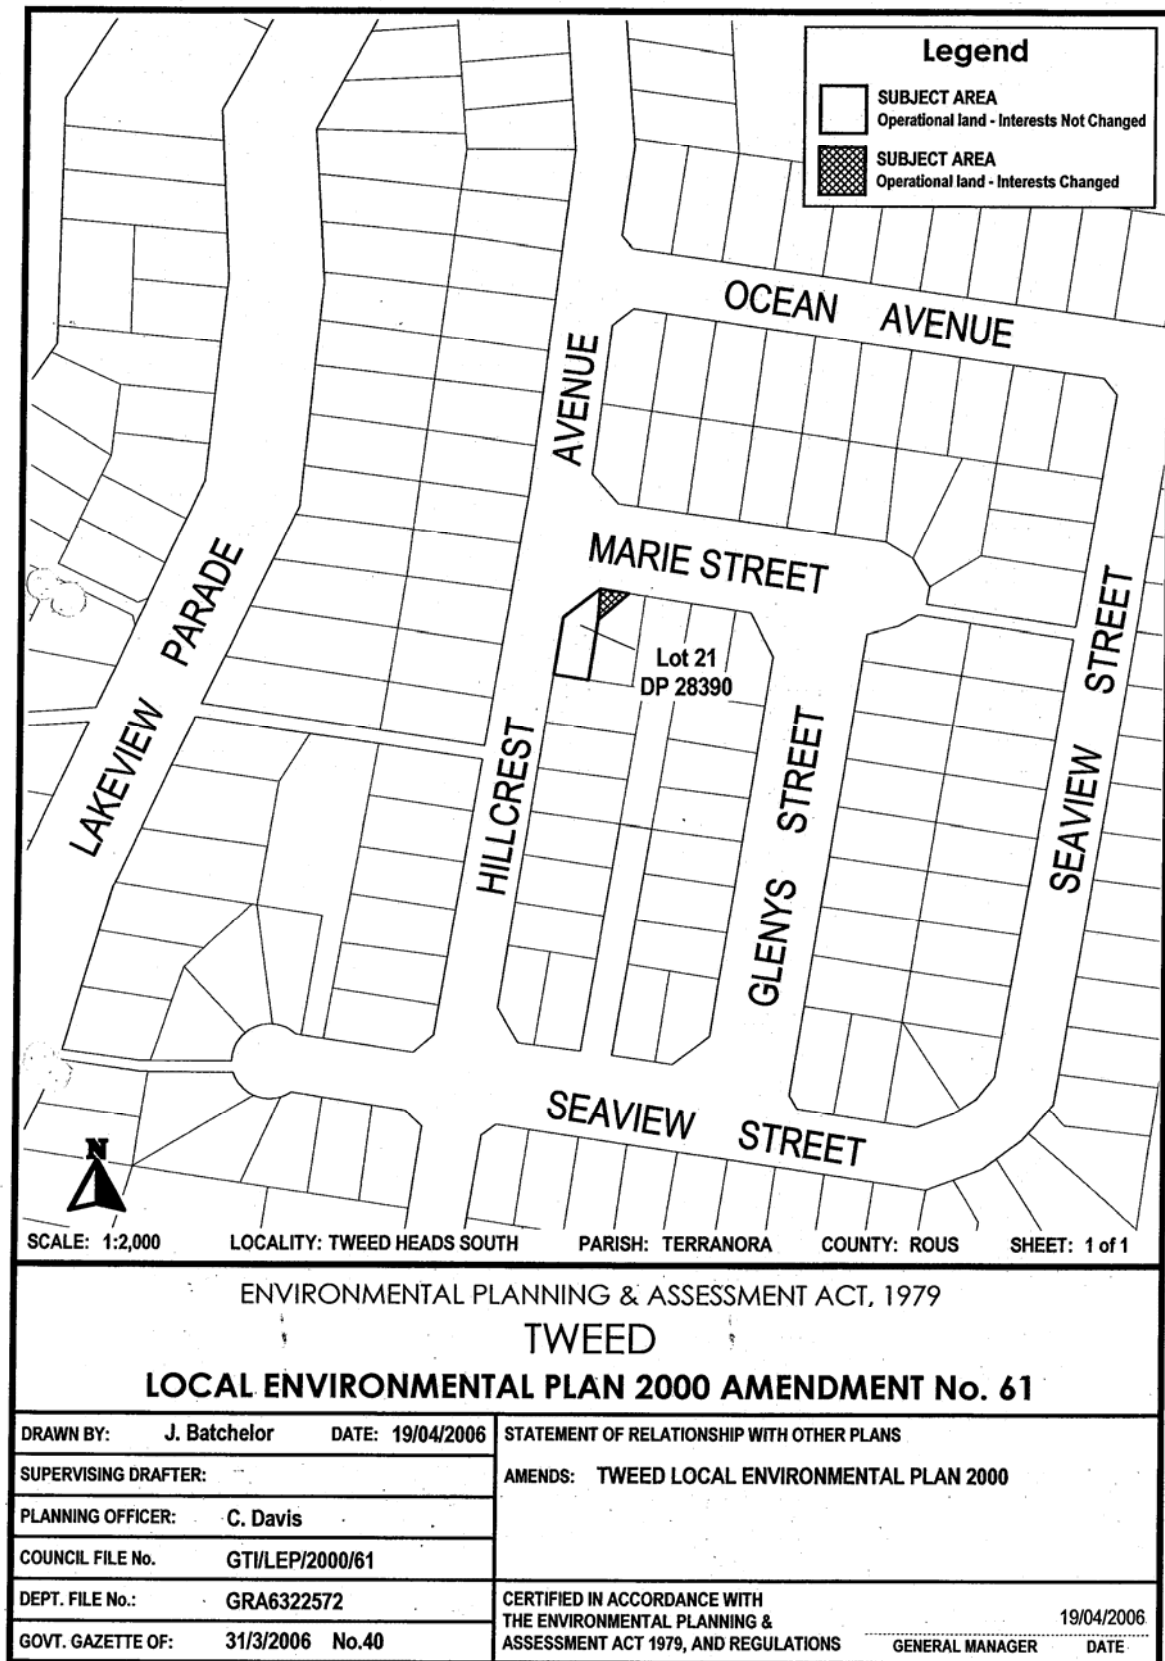 Legend
SUBJECT AREA
Operational land - Interests Not Changed
SUBJECT AREA
Operational land - Interests Changed
OCEAN AVENUE
AVENUE
MARIE STREET
LAKEVIEW PARADE
Lot 21
DP 28390
HILLCREST
GLENYS STREET
SEAVIEW STREET
SEAVIEW STREET
N
SCALE: 1:2,000 LOCALITY: TWEED HEADS SOUTH PARISH: TERRANORA COUNTY: ROUS SHEET: 1 of 1
ENVIRONMENTAL PLANNING & ASSESSMENT ACT, 1979
TWEED
LOCAL ENVIRONMENTAL PLAN 2000 AMENDMENT No. 61
DRAWN BY: J. Batchelor DATE: 19/04/2006
SUPERVISING DRAFTER:
PLANNING OFFICER: C. Davis
COUNCIL FILE No. GTI/LEP/2000/61
DEPT. FILE No.: GRA6322572
GOVT. GAZETTE OF: 31/3/2006 No.40
STATEMENT OF RELATIONSHIP WITH OTHER PLANS
AMENDS: TWEED LOCAL ENVIRONMENTAL PLAN 2000
CERTIFIED IN ACCORDANCE WITH
THE ENVIRONMENTAL PLANNING &
ASSESSMENT ACT 1979, AND REGULATIONS
19/04/2006
GENERAL MANAGER DATE